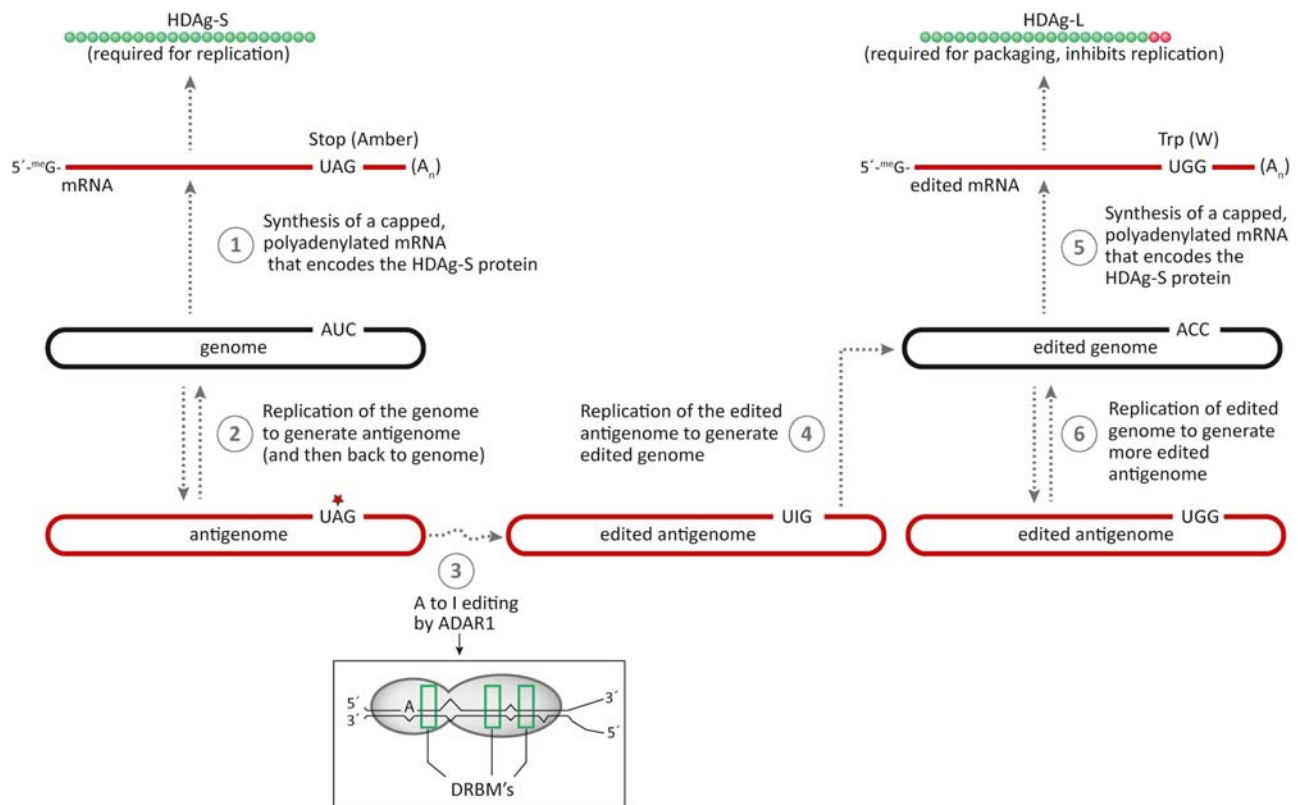 HDAg-S
(required for replication)
Stop (Amber)
5´-meG-
UAG
(An)
mRNA
1
Synthesis of a capped,
polyadenylated mRNA
that encodes the HDAg-S protein
AUC
genome
2
Replication of the genome
to generate antigenome
(and then back to genome)
UAG
antigenome
3
A to I editing
by ADAR1
5´
3´
A
3´
5´
DRBM's
Replication of the edited
antigenome to generate
edited genome
4
UIG
edited antigenome
HDAg-L
(required for packaging, inhibits replication)
Trp (W)
5´-meG-
UGG
(An)
edited mRNA
5
Synthesis of a capped,
polyadenylated mRNA
that encodes the
HDAg-S protein
ACC
edited genome
6
Replication of edited
genome to generate
more edited
antigenome
UGG
edited antigenome